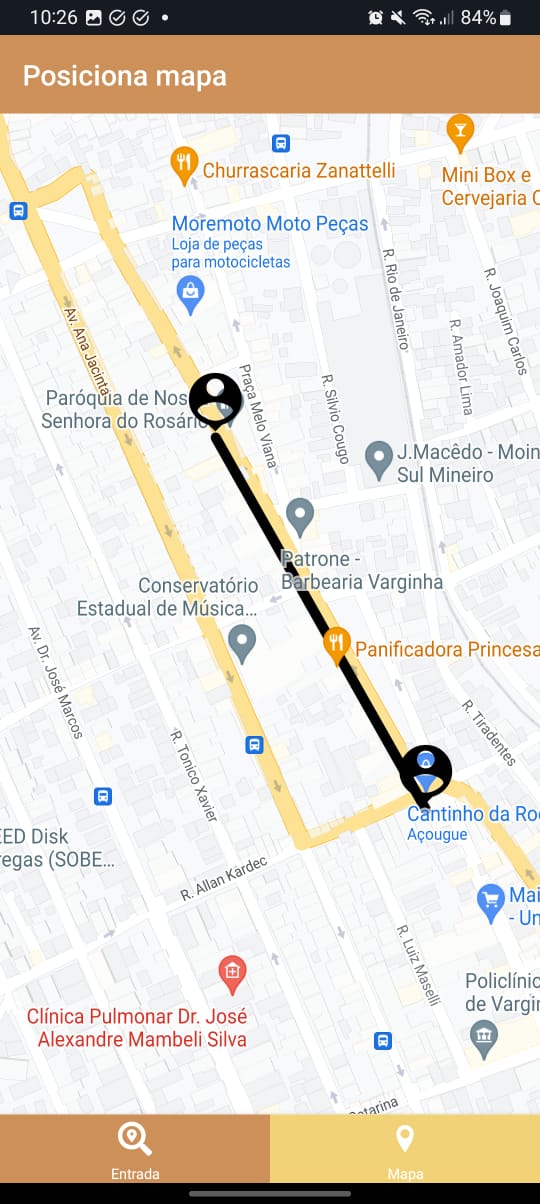 10:26
84%
Posiciona mapa
Churrascaria Zanattelli
Mini Box e
Cervejaria C
Moremoto Moto Peças
Loja de peças
para motocicletas
R. Rio de Janeiro
R. Joaquim Carlos
Av. Ana Jacinta
R. Amador Lima
Praça Melo Viana
R. Silvio Cougo
Paróquia de Nos
Senhora do Rosário
J.Macêdo - Moin
Sul Mineiro
Patrone -
Barbearia Varginha
Conservatório
Estadual de Música...
Panificadora Princesa
Av. Dr. José Marcos
R. Tiradentes
R. Tonico Xavier
Cantinho da Ro
Açougue
EED Disk
regas (SOBE...
R. Allan Kardec
Mai
- Un
R. Luiz Maselli
Policlínic
de Vargin
Clínica Pulmonar Dr. José
Alexandre Mambeli Silva
atarina
Entrada
Mapa